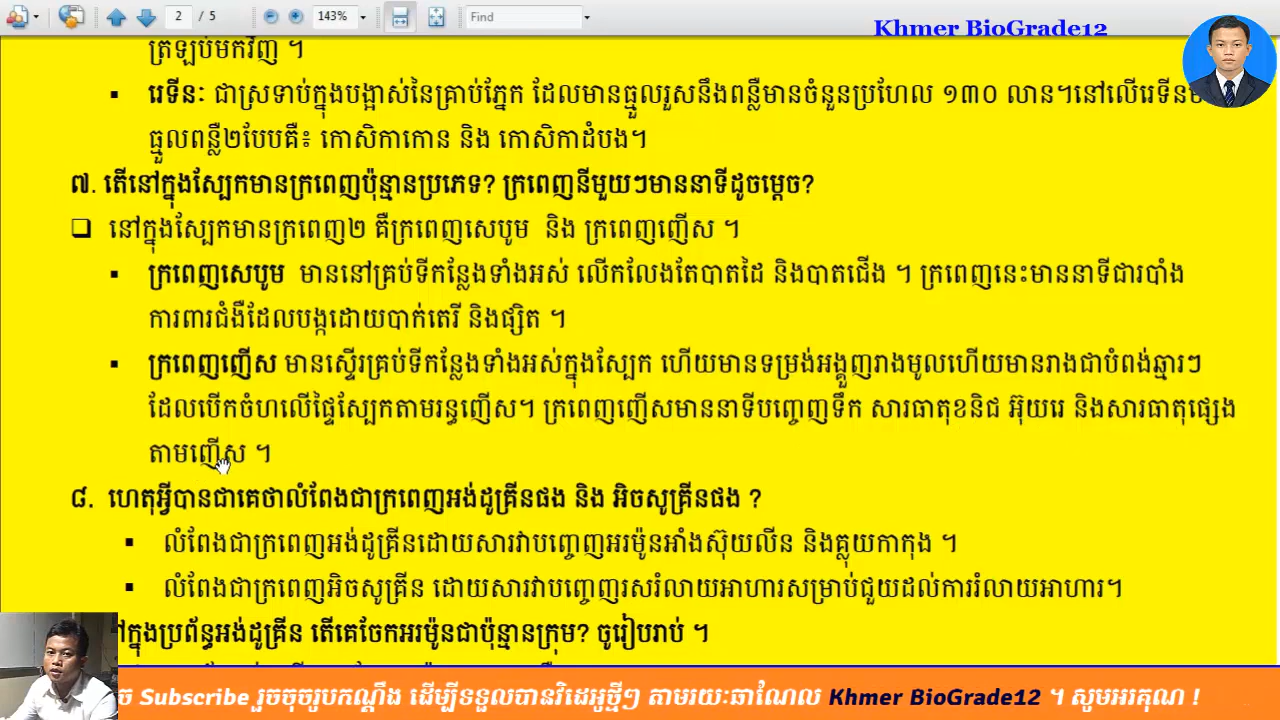 2 / 5 143% Find
Khmer BioGrade12
ត្រឡប់មកវិញ ។
▪ រេទីនៈ ជាស្រទាប់ក្នុងបង្អាស់នៃគ្រាប់ភ្នែក ដែលមានធ្មួលរួសនឹងពន្លឺមានចំនួនប្រហែល ១៣០ លាន។នៅលើរេទីន
ធ្មួលពន្លឺ២បែបគឺ៖ កោសិកាកោន និង កោសិកាដំបង។
៧. តើនៅក្នុងស្បែកមានក្រពេញប៉ុន្មានប្រភេទ? ក្រពេញនីមួយៗមាននាទីដូចម្តេច?
❑ នៅក្នុងស្បែកមានក្រពេញ២ គឺក្រពេញសេបូម និង ក្រពេញញើស ។
▪ ក្រពេញសេបូម មាននៅគ្រប់ទីកន្លែងទាំងអស់ លើកលែងតែបាតដៃ និងបាតជើង ។ ក្រពេញនេះមាននាទីជារបាំង
ការពារជំងឺដែលបង្កដោយបាក់តេរី និងផ្សិត ។
▪ ក្រពេញញើស មានស្ទើរគ្រប់ទីកន្លែងទាំងអស់ក្នុងស្បែក ហើយមានទម្រង់អង្គួញរាងមូលហើយមានរាងជាបំពង់ឆ្មារៗ
ដែលបើកចំហលើផ្ទៃស្បែកតាមរន្ធញើស។ ក្រពេញញើសមាននាទីបញ្ចេញទឹក សារធាតុខនិជ អ៊ុយរេ និងសារធាតុផ្សេង
តាមញើស ។
៨. ហេតុអ្វីបានជាគេថាលំពែងជាក្រពេញអង់ដូគ្រីនផង និង អិចសូគ្រីនផង ?
▪ លំពែងជាក្រពេញអង់ដូគ្រីនដោយសារវាបញ្ចេញអរម៉ូនអាំងស៊ុយលីន និងគ្លុយកាកុង ។
▪ លំពែងជាក្រពេញអិចសូគ្រីន ដោយសារវាបញ្ចេញរសរំលាយអាហារសម្រាប់ជួយដល់ការរំលាយអាហារ។
ក្នុងប្រព័ន្ធអង់ដូគ្រីន តើគេចែកអរម៉ូនជាប៉ុន្មានក្រុម? ចូររៀបរាប់ ។
ច Subscribe រួចចុចរូបកណ្តឹង ដើម្បីទទួលបានវិដេអូថ្មីៗ តាមរយៈឆាណែល Khmer BioGrade12 ។ សូមអរគុណ !